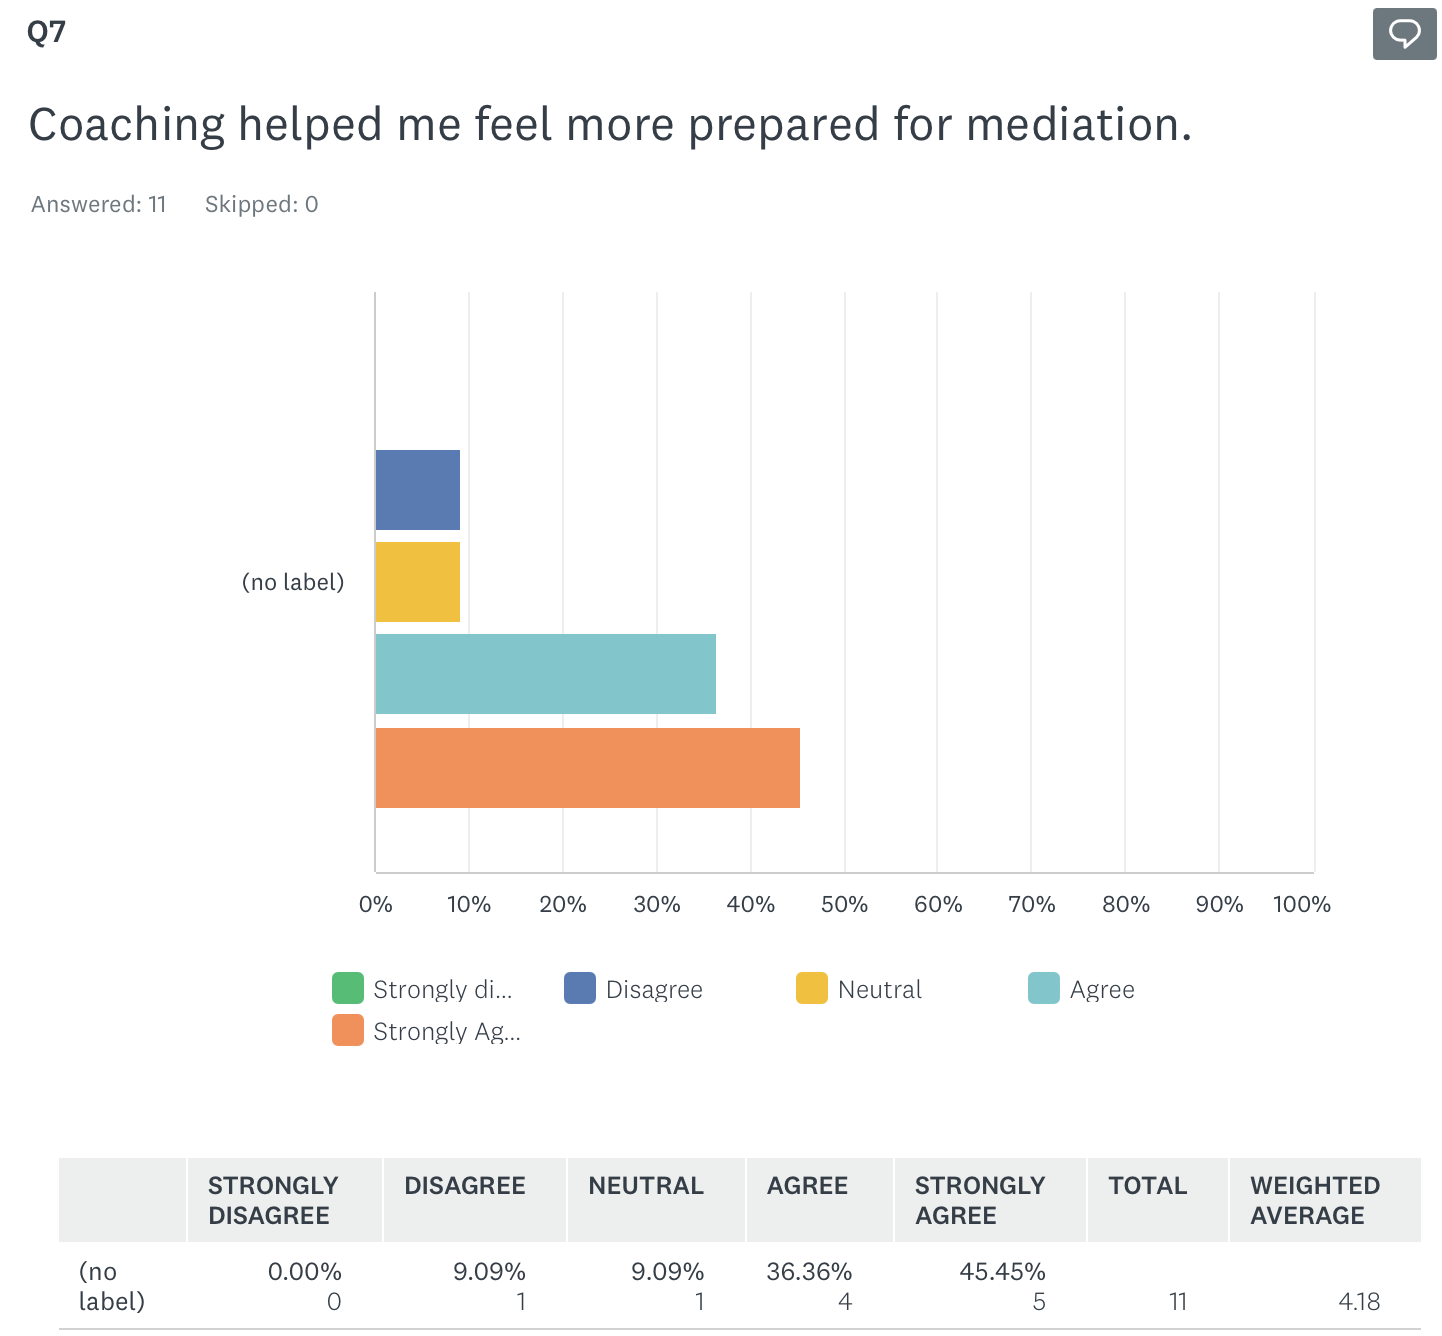 Q7
Coaching helped me feel more prepared for mediation.
Answered: 11 Skipped: 0
(no label)
0% 10% 20% 30% 40% 50% 60% 70% 80% 90% 100%
Strongly di... Disagree Neutral Agree
Strongly Ag...
STRONGLY DISAGREE NEUTRAL AGREE STRONGLY TOTAL WEIGHTED
DISAGREE AGREE AVERAGE
(no 0.00% 9.09% 9.09% 36.36% 45.45%
label) 0 1 1 4 5 11 4.18